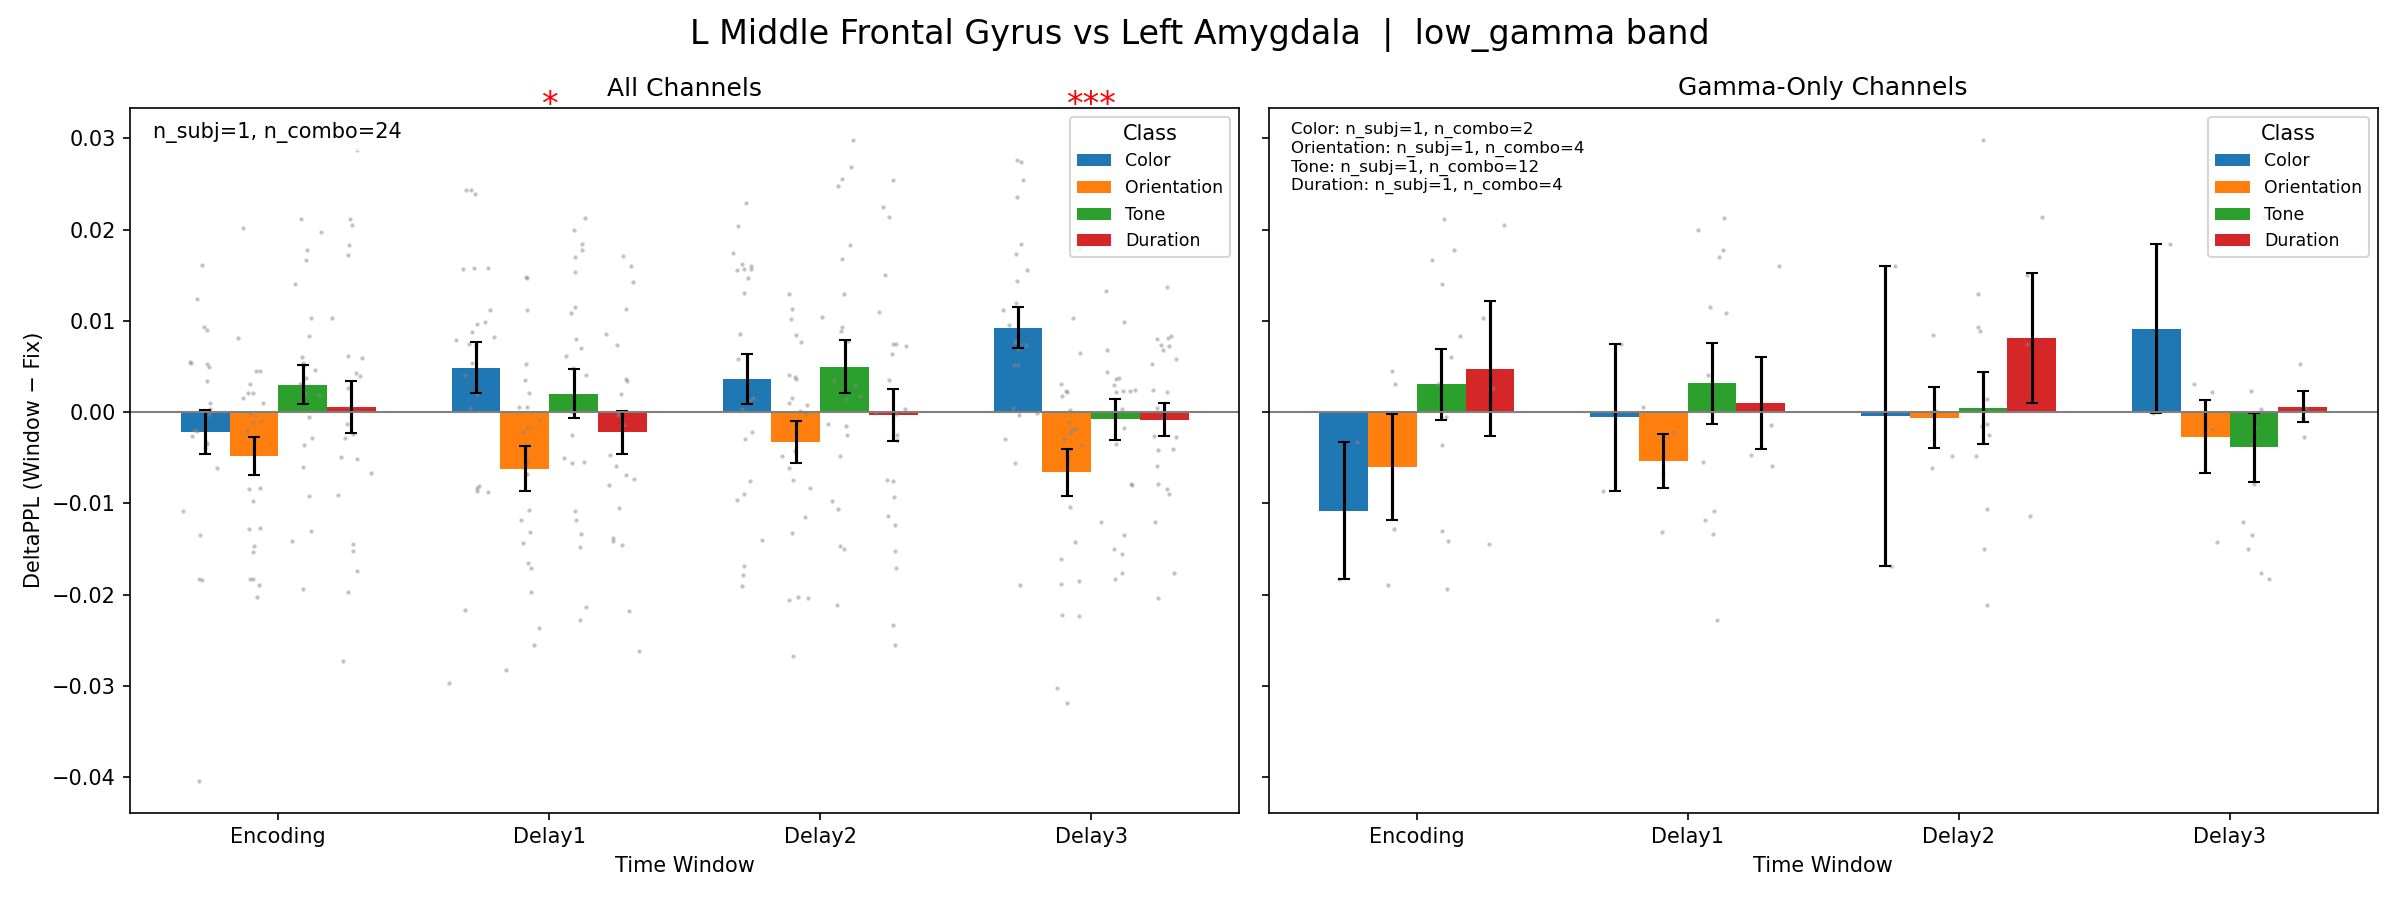 L Middle Frontal Gyrus vs Left Amygdala | low_gamma band
All Channels
* ***
n_subj=1, n_combo=24
Class
Color
Orientation
Tone
Duration
0.03
0.02
0.01
0.00
−0.01
−0.02
−0.03
−0.04
DeltaPPL (Window − Fix)
Encoding Delay1 Delay2 Delay3
Time Window
Gamma-Only Channels
Color: n_subj=1, n_combo=2
Orientation: n_subj=1, n_combo=4
Tone: n_subj=1, n_combo=12
Duration: n_subj=1, n_combo=4
Class
Color
Orientation
Tone
Duration
Encoding Delay1 Delay2 Delay3
Time Window